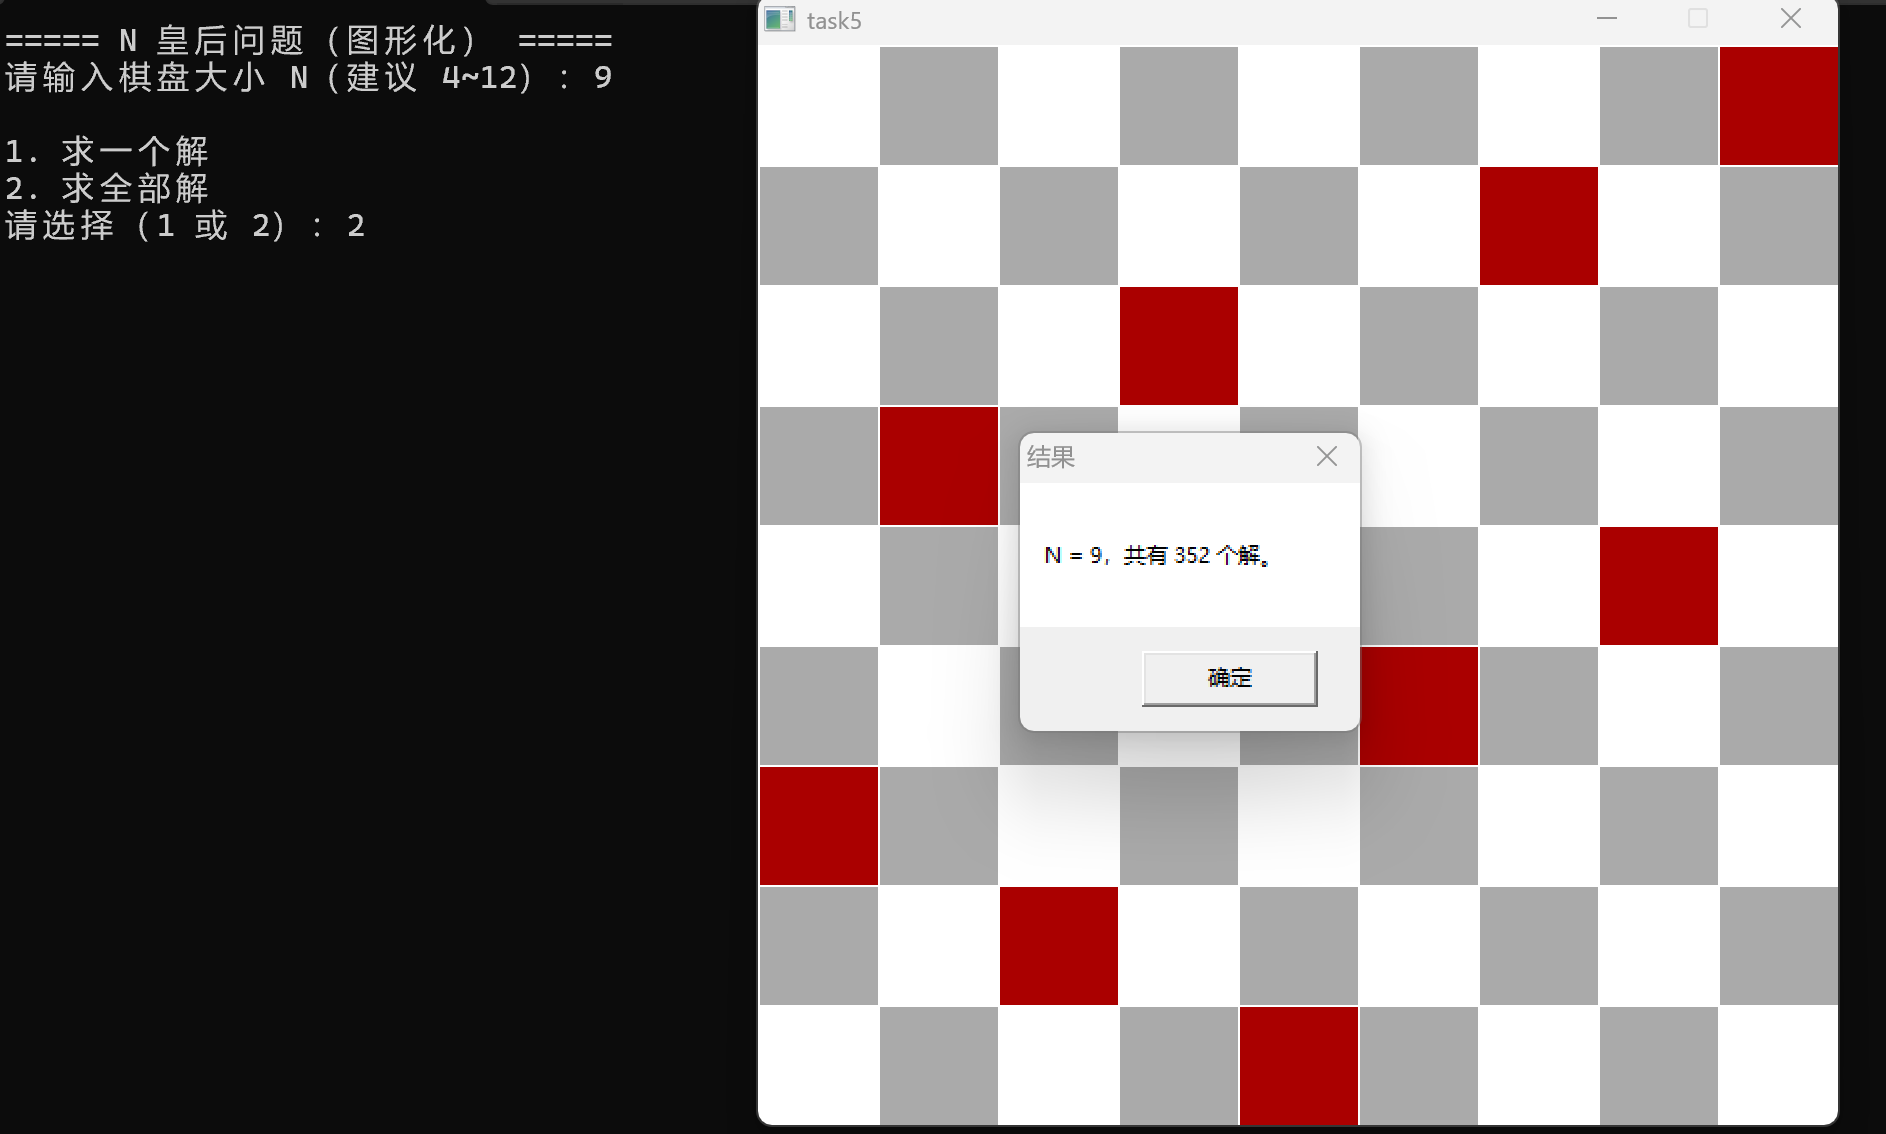 ===== N 皇后问题（图形化） =====
请输入棋盘大小 N（建议 4~12）: 9
1. 求一个解
2. 求全部解
请选择（1 或 2）: 2
task5
结果
N = 9，共有 352 个解。
确定